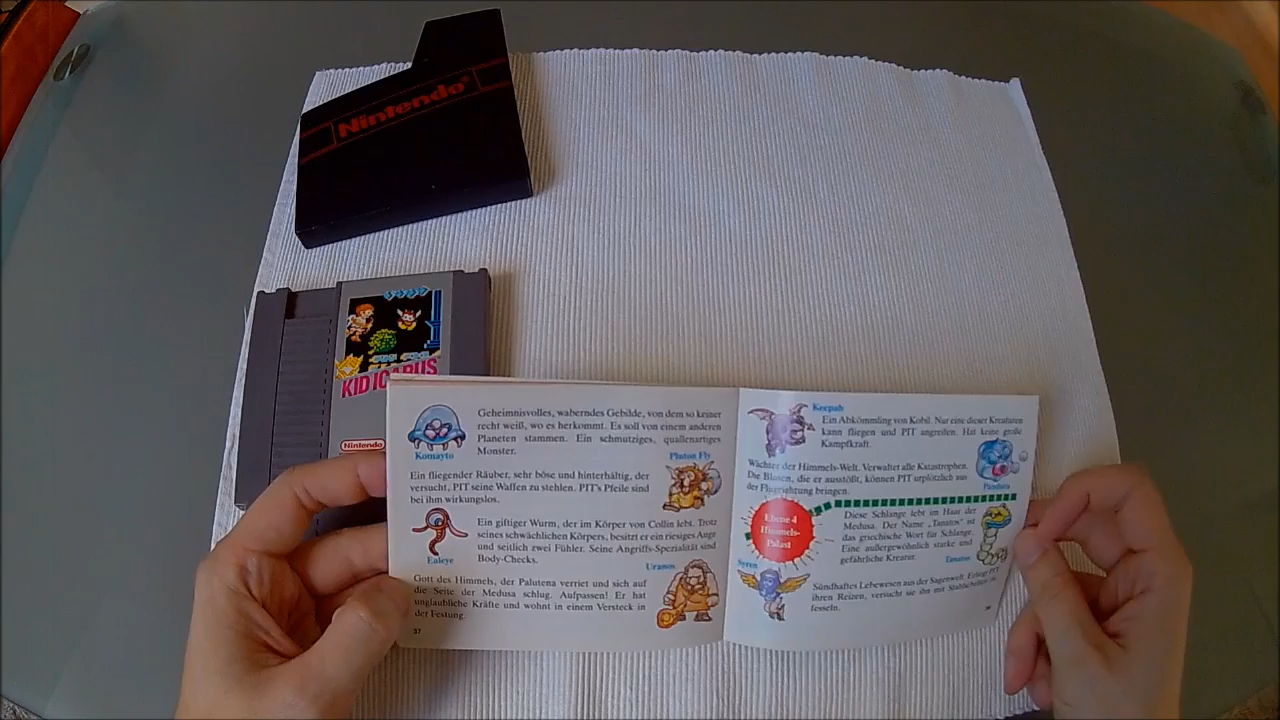 Nintendo®
KID ICARUS
Nintendo
Geheimnisvolles, waberndes Gebilde, von dem so keiner
recht weiß, wo es herkommt. Es soll von einem anderen
Planeten stammen. Ein schmutziges, quallenartiges
Monster.
Komayto
Pluton Fly
Ein fliegender Räuber, sehr böse und hinterhältig, der
versucht, PIT seine Waffen zu stehlen. PIT's Pfeile sind
bei ihm wirkungslos.
Ein giftiger Wurm, der im Körper von Collin lebt. Trotz
seines schwächlichen Körpers, besitzt er ein riesiges Auge
und seitlich zwei Fühler. Seine Angriffs-Spezialität sind
Body-Checks.
Ealeye
Uranos
Gott des Himmels, der Palutena verriet und sich auf
die Seite der Medusa schlug. Aufpassen! Er hat
unglaubliche Kräfte und wohnt in einem Versteck in
der Festung.
37
Keepah
Ein Abkömmling von Kobil. Nur eine dieser Kreaturen
kann fliegen und PIT angreifen. Hat keine große
Kampfkraft.
Wächter der Himmels-Welt. Verwaltet alle Katastrophen.
Die Blasen, die er ausstößt, können PIT urplötzlich aus
der Flugrichtung bringen.
Pandora
Ebene 4
Himmels-
Palast
Diese Schlange lebt im Haar der
Medusa. Der Name „Tanatos" ist
das griechische Wort für Schlange.
Eine außergewöhnlich starke und
gefährliche Kreatur.
Tanatos
Syren
Sündhaftes Lebewesen aus der Sagenwelt. Erliegt PIT
ihren Reizen, versucht sie ihn mit
fesseln.